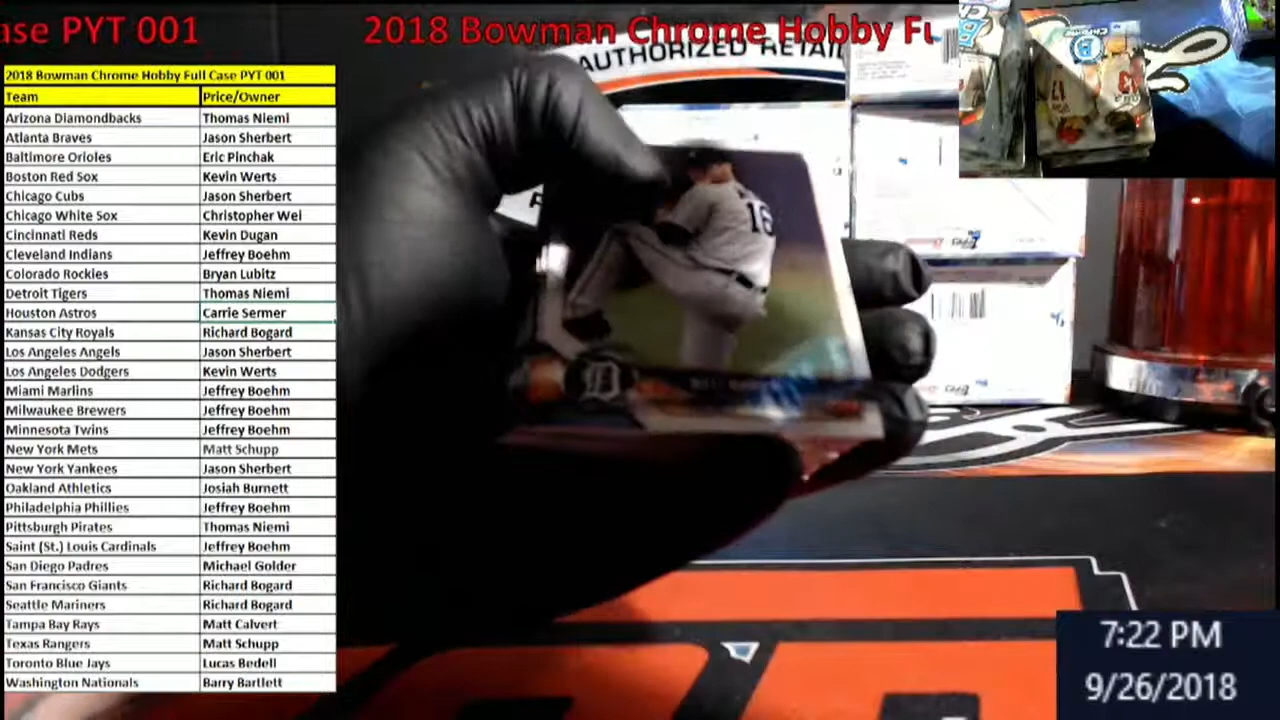 ase PYT 001
2018 Bowman Chrome Hobby Fu
AUTHORIZED RETAIL
2018 Bowman Chrome Hobby Full Case PYT 001
Team Price/Owner
Arizona Diamondbacks Thomas Niemi
Atlanta Braves Jason Sherbert
Baltimore Orioles Eric Pinchak
Boston Red Sox Kevin Werts
Chicago Cubs Jason Sherbert
Chicago White Sox Christopher Wei
Cincinnati Reds Kevin Dugan
Cleveland Indians Jeffrey Boehm
Colorado Rockies Bryan Lubitz
Detroit Tigers Thomas Niemi
Houston Astros Carrie Sermer
Kansas City Royals Richard Bogard
Los Angeles Angels Jason Sherbert
Los Angeles Dodgers Kevin Werts
Miami Marlins Jeffrey Boehm
Milwaukee Brewers Jeffrey Boehm
Minnesota Twins Jeffrey Boehm
New York Mets Matt Schupp
New York Yankees Jason Sherbert
Oakland Athletics Josiah Burnett
Philadelphia Phillies Jeffrey Boehm
Pittsburgh Pirates Thomas Niemi
Saint (St.) Louis Cardinals Jeffrey Boehm
San Diego Padres Michael Golder
San Francisco Giants Richard Bogard
Seattle Mariners Richard Bogard
Tampa Bay Rays Matt Calvert
Texas Rangers Matt Schupp
Toronto Blue Jays Lucas Bedell
Washington Nationals Barry Bartlett
16
D
7:22 PM
9/26/2018